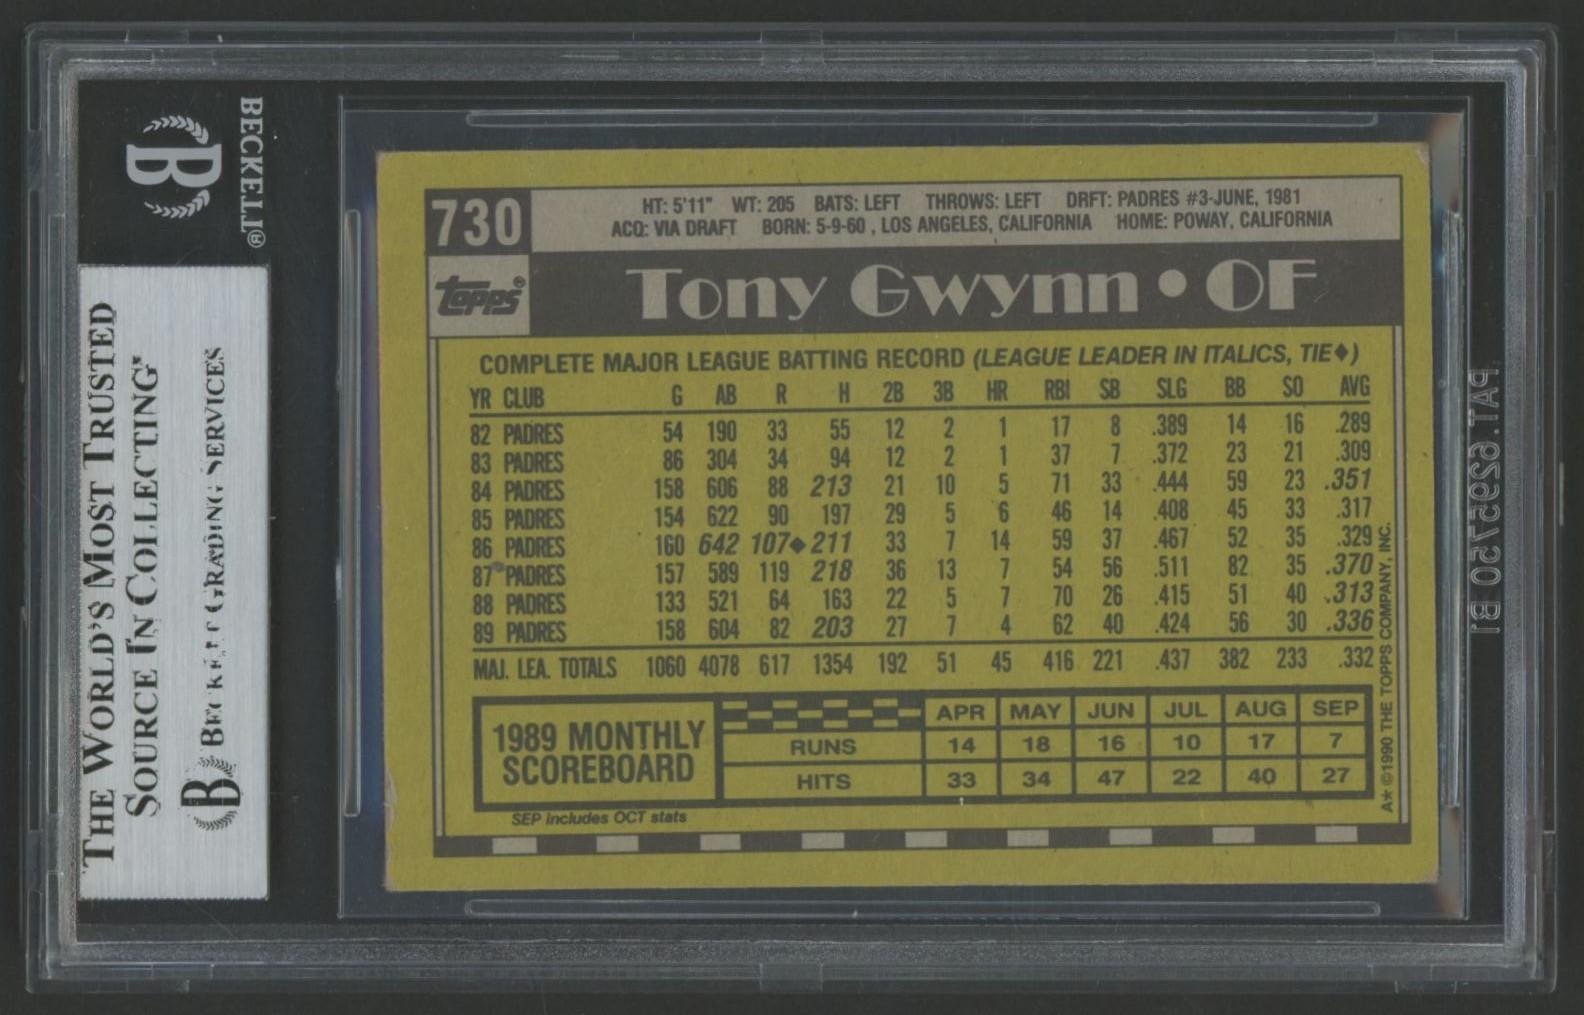 730
HT: 5'11" WT: 205 BATS: LEFT THROWS: LEFT DRFT: PADRES #3-JUNE, 1981
ACQ: VIA DRAFT BORN: 5-9-60 , LOS ANGELES, CALIFORNIA HOME: POWAY, CALIFORNIA
topps®
Tony Gwynn • OF
COMPLETE MAJOR LEAGUE BATTING RECORD (LEAGUE LEADER IN ITALICS, TIE♦)
YR CLUB G AB R H 2B 3B HR RBI SB SLG BB SO AVG
82 PADRES 54 190 33 55 12 2 1 17 8 .389 14 16 .289
83 PADRES 86 304 34 94 12 2 1 37 7 .372 23 21 .309
84 PADRES 158 606 88 213 21 10 5 71 33 .444 59 23 .351
85 PADRES 154 622 90 197 29 5 6 46 14 .408 45 33 .317
86 PADRES 160 642 107♦ 211 33 7 14 59 37 .467 52 35 .329
87 PADRES 157 589 119 218 36 13 7 54 56 .511 82 35 .370
88 PADRES 133 521 64 163 22 5 7 70 26 .415 51 40 .313
89 PADRES 158 604 82 203 27 7 4 62 40 .424 56 30 .336
MAJ. LEA. TOTALS 1060 4078 617 1354 192 51 45 416 221 .437 382 233 .332
1989 MONTHLY
SCOREBOARD
APR MAY JUN JUL AUG SEP
RUNS 14 18 16 10 17 7
HITS 33 34 47 22 40 27
SEP includes OCT stats
A★ ©1990 THE TOPPS COMPANY, INC.
BECKETT®
B
THE WORLD'S MOST TRUSTED
SOURCE IN COLLECTING
B BECKETT GRADING SERVICES
PAT. 6295750 B1